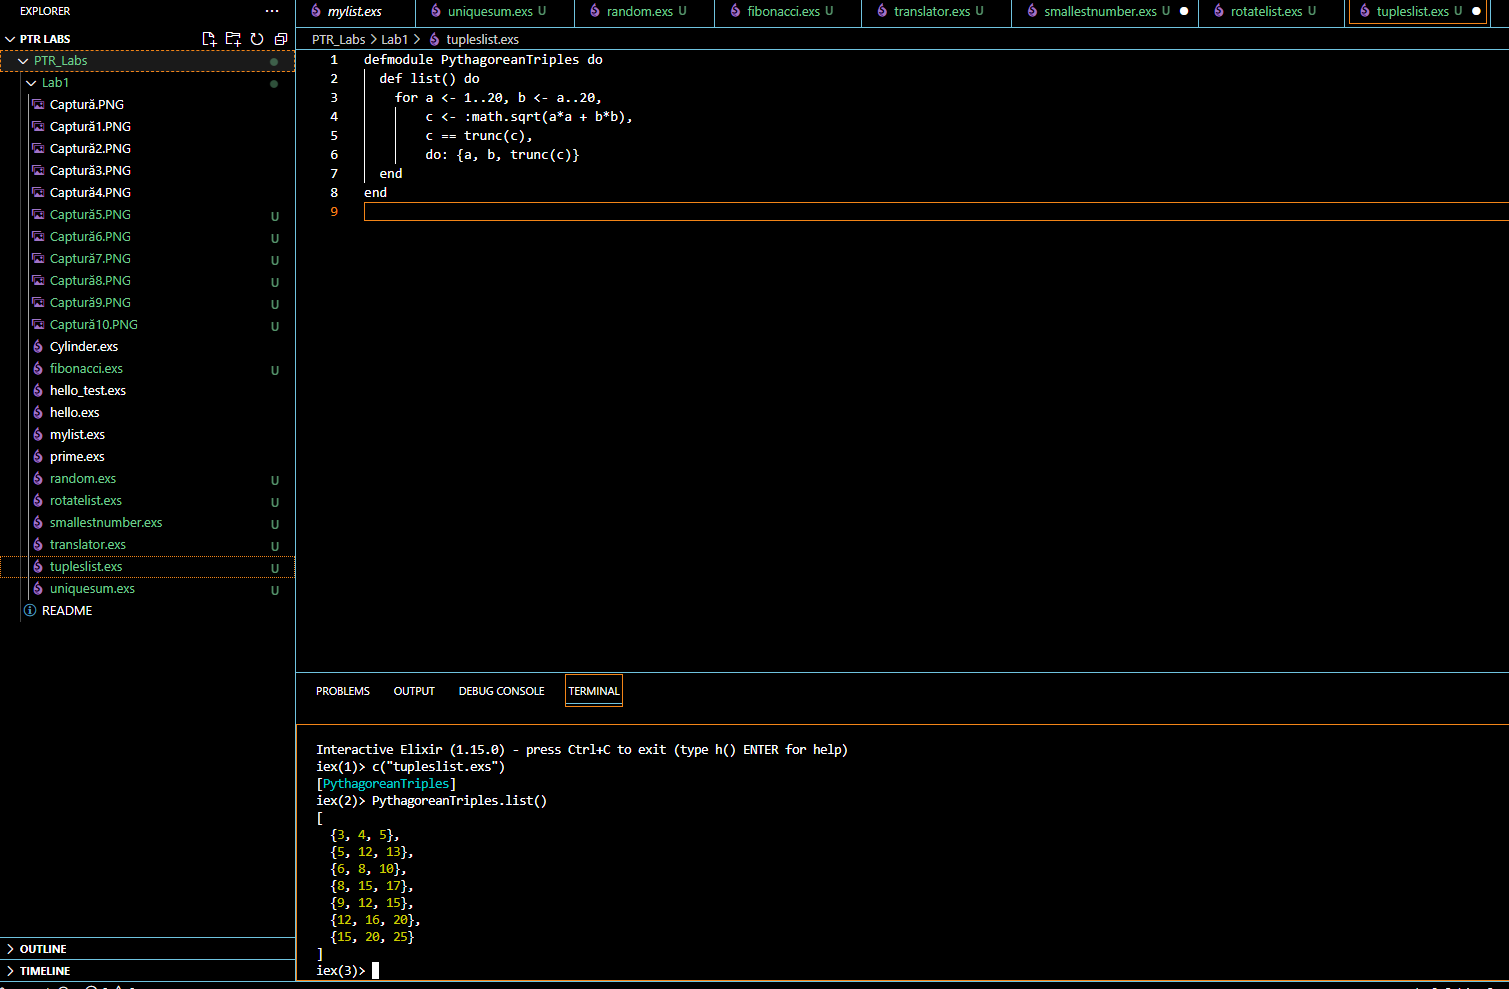 EXPLORER ···
PTR LABS
PTR_Labs
Lab1
Captură.PNG
Captură1.PNG
Captură2.PNG
Captură3.PNG
Captură4.PNG
Captură5.PNG U
Captură6.PNG U
Captură7.PNG U
Captură8.PNG U
Captură9.PNG U
Captură10.PNG U
Cylinder.exs
fibonacci.exs U
hello_test.exs
hello.exs
mylist.exs
prime.exs
random.exs U
rotatelist.exs U
smallestnumber.exs U
translator.exs U
tupleslist.exs U
uniquesum.exs U
README
OUTLINE
TIMELINE
mylist.exs uniquesum.exs U random.exs U fibonacci.exs U translator.exs U smallestnumber.exs U rotatelist.exs U tupleslist.exs U
PTR_Labs > Lab1 > tupleslist.exs
1 defmodule PythagoreanTriples do
2 def list() do
3 for a <- 1..20, b <- a..20,
4 c <- :math.sqrt(a*a + b*b),
5 c == trunc(c),
6 do: {a, b, trunc(c)}
7 end
8 end
9
PROBLEMS OUTPUT DEBUG CONSOLE TERMINAL
Interactive Elixir (1.15.0) - press Ctrl+C to exit (type h() ENTER for help)
iex(1)> c("tupleslist.exs")
[PythagoreanTriples]
iex(2)> PythagoreanTriples.list()
[
{3, 4, 5},
{5, 12, 13},
{6, 8, 10},
{8, 15, 17},
{9, 12, 15},
{12, 16, 20},
{15, 20, 25}
]
iex(3)>